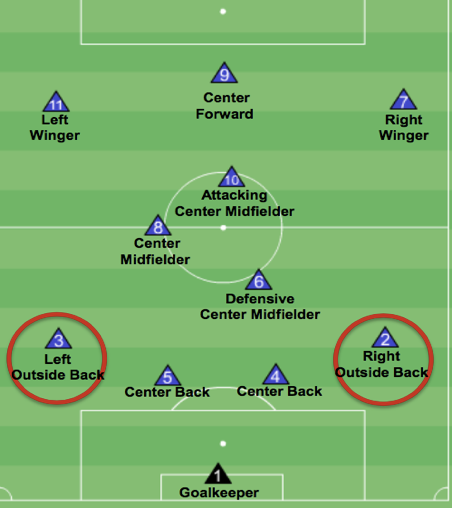 9
Center
Forward
11
Left
Winger
7
Right
Winger
10
Attacking
Center Midfielder
8
Center
Midfielder
6
Defensive
Center Midfielder
3
Left
Outside Back
2
Right
Outside Back
5
Center Back
4
Center Back
1
Goalkeeper